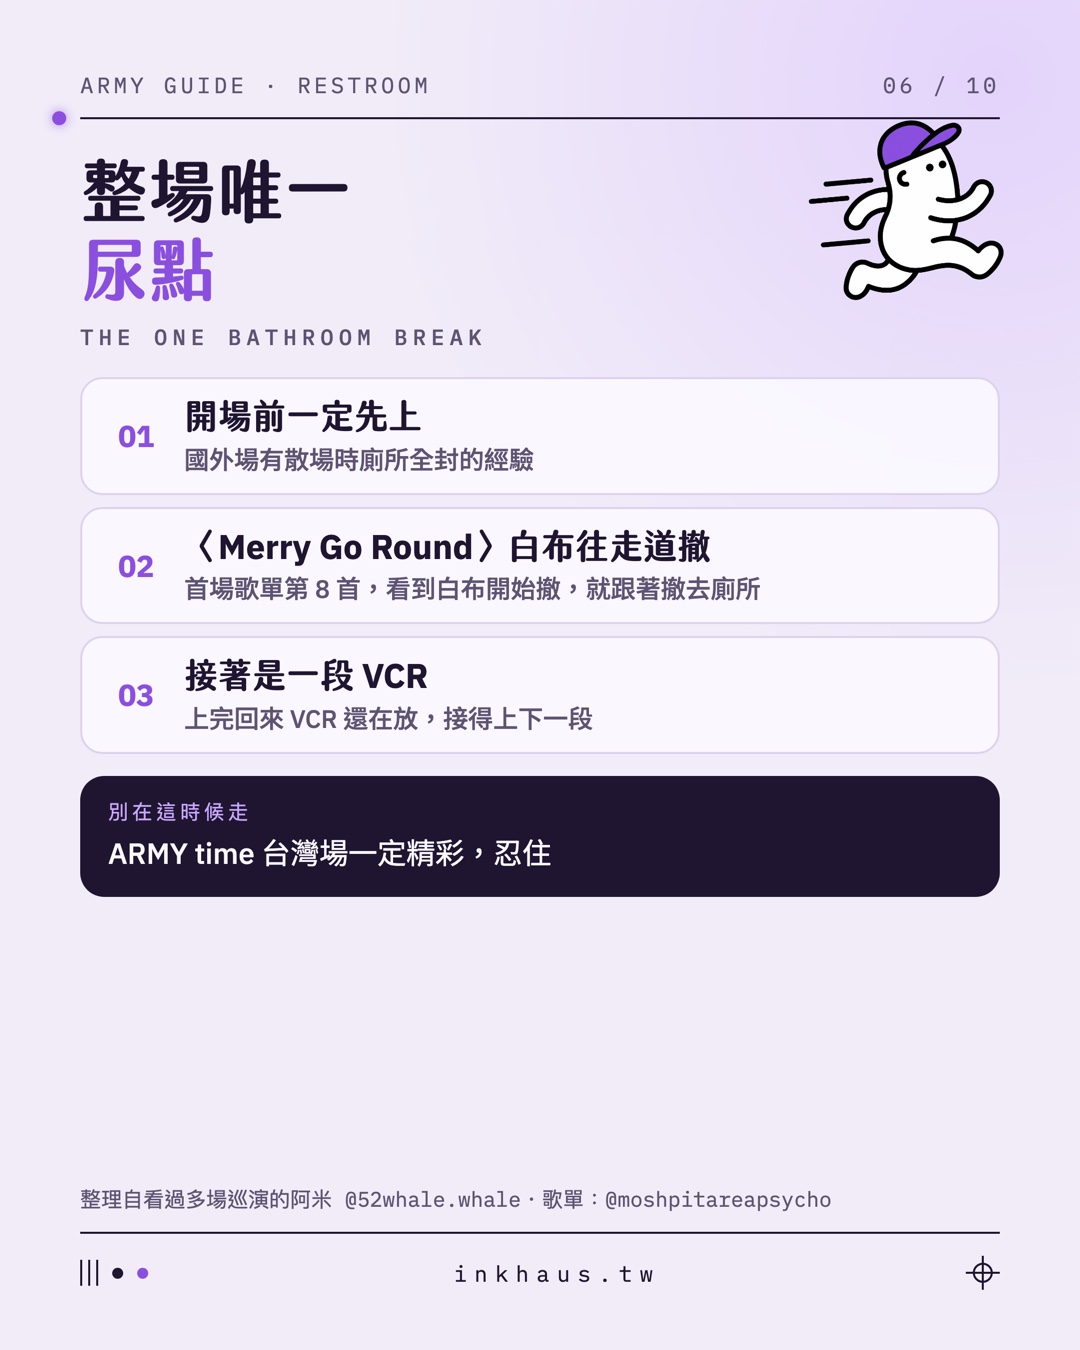 ARMY GUIDE · RESTROOM
06 / 10
整場唯一
尿點
THE ONE BATHROOM BREAK
01
開場前一定先上
國外場有散場時廁所全封的經驗
02
〈Merry Go Round〉白布往走道撤
首場歌單第 8 首，看到白布開始撤，就跟著撤去廁所
03
接著是一段 VCR
上完回來 VCR 還在放，接得上下一段
別在這時候走
ARMY time 台灣場一定精彩，忍住
整理自看過多場巡演的阿米 @52whale.whale · 歌單：@moshpitareapsycho
inkhaus.tw